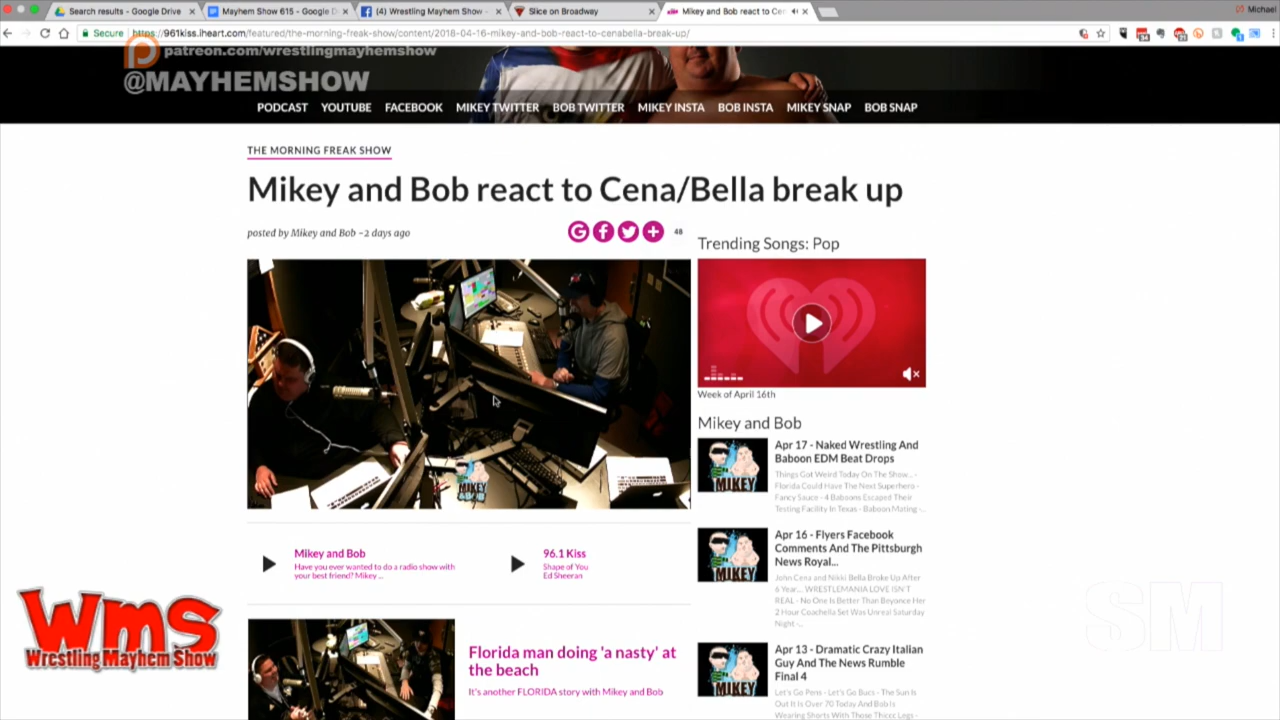 Search results - Google Drive
Mayhem Show 615 - Google D
(4) Wrestling Mayhem Show -
Slice on Broadway
Mikey and Bob react to Cen
Michael
Secure
https://961kiss.iheart.com/featured/the-morning-freak-show/content/2018-04-16-mikey-and-bob-react-to-cenabella-break-up/
patreon.com/wrestlingmayhemshow
@MAYHEMSHOW
PODCAST YOUTUBE FACEBOOK MIKEY TWITTER BOB TWITTER MIKEY INSTA BOB INSTA MIKEY SNAP BOB SNAP
THE MORNING FREAK SHOW
Mikey and Bob react to Cena/Bella break up
posted by Mikey and Bob -2 days ago
48
Trending Songs: Pop
Week of April 16th
Mikey and Bob
Apr 17 - Naked Wrestling And
Baboon EDM Beat Drops
Things Got Weird Today On The Show... -
Florida Could Have The Next Superhero -
Fancy Sauce - 4 Baboons Escaped Their
Testing Facility In Texas - Baboon Mating -...
MIKEY
Apr 16 - Flyers Facebook
Comments And The Pittsburgh
News Royal...
John Cena and Nikki Bella Broke Up After
6 Year... WRESTLEMANIA LOVE ISN'T
REAL - No One Is Better Than Beyonce Her
2 Hour Coachella Set Was Unreal Saturday
Night -...
MIKEY
Apr 13 - Dramatic Crazy Italian
Guy And The News Rumble
Final 4
Let's Go Pens - Let's Go Bucs - The Sun Is
Out It Is Over 70 Today And Bob Is
Wearing Shorts With Those Thicc Legs -
MIKEY
MIKEY
Mikey and Bob
Have you ever wanted to do a radio show with
your best friend? Mikey ...
96.1 Kiss
Shape of You
Ed Sheeran
Florida man doing 'a nasty' at
the beach
It's another FLORIDA story with Mikey and Bob
wms
Wrestling Mayhem Show
SM